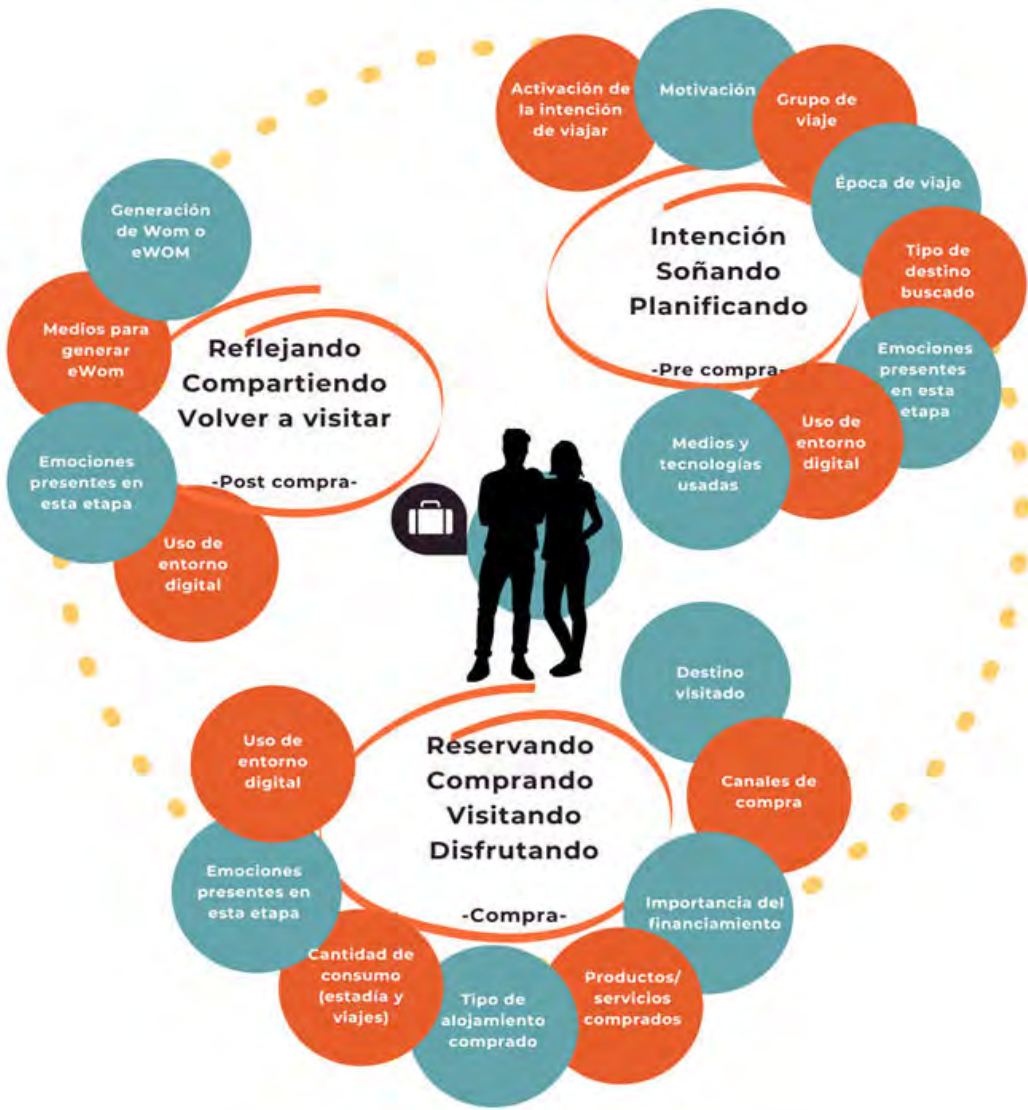 Activación de
la intención
de viajar
Motivación
Grupo de
viaje
Época de viaje
Tipo de
destino
buscado
Emociones
presentes
en esta
etapa
Uso de
entorno
digital
Medios y
tecnologías
usadas
Intención
Soñando
Planificando
-Pre compra-
Generación
de Wom o
eWOM
Medios para
generar
eWom
Emociones
presentes en
esta etapa
Uso de
entorno
digital
Reflejando
Compartiendo
Volver a visitar
-Post compra-
Destino
visitado
Canales de
compra
Importancia del
financiamiento
Productos/
servicios
comprados
Tipo de
alojamiento
comprado
Cantidad de
consumo
(estadía y
viajes)
Emociones
presentes en
esta etapa
Uso de
entorno
digital
Reservando
Comprando
Visitando
Disfrutando
-Compra-